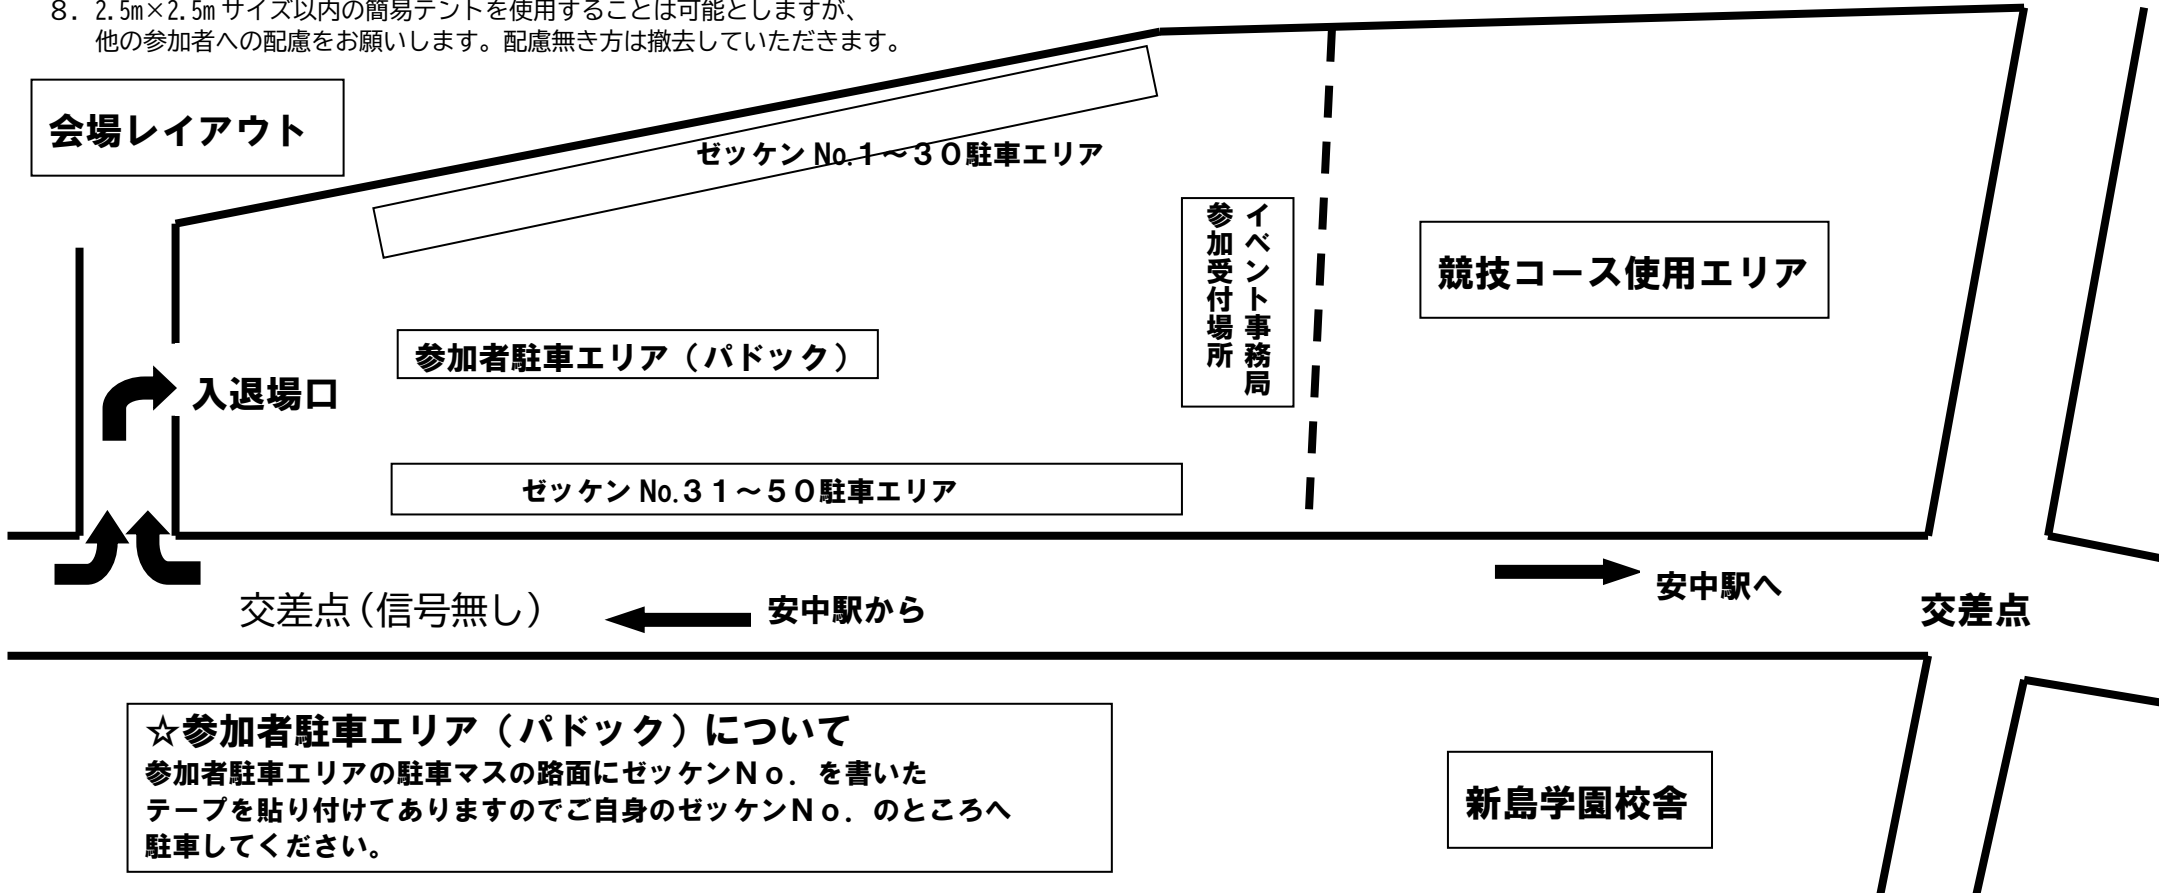 ８．2.5m×2.5m サイズ以内の簡易テントを使用することは可能としますが、
他の参加者への配慮をお願いします。配慮無き方は撤去していただきます。
会場レイアウト
ゼッケン No.１～３０駐車エリア
イベント事務局
参加受付場所
競技コース使用エリア
参加者駐車エリア（パドック）
入退場口
ゼッケン No.３１～５０駐車エリア
安中駅へ
交差点（信号無し）
安中駅から
交差点
☆参加者駐車エリア（パドック）について
参加者駐車エリアの駐車マスの路面にゼッケンＮｏ．を書いた
テープを貼り付けてありますのでご自身のゼッケンＮｏ．のところへ
駐車してください。
新島学園校舎